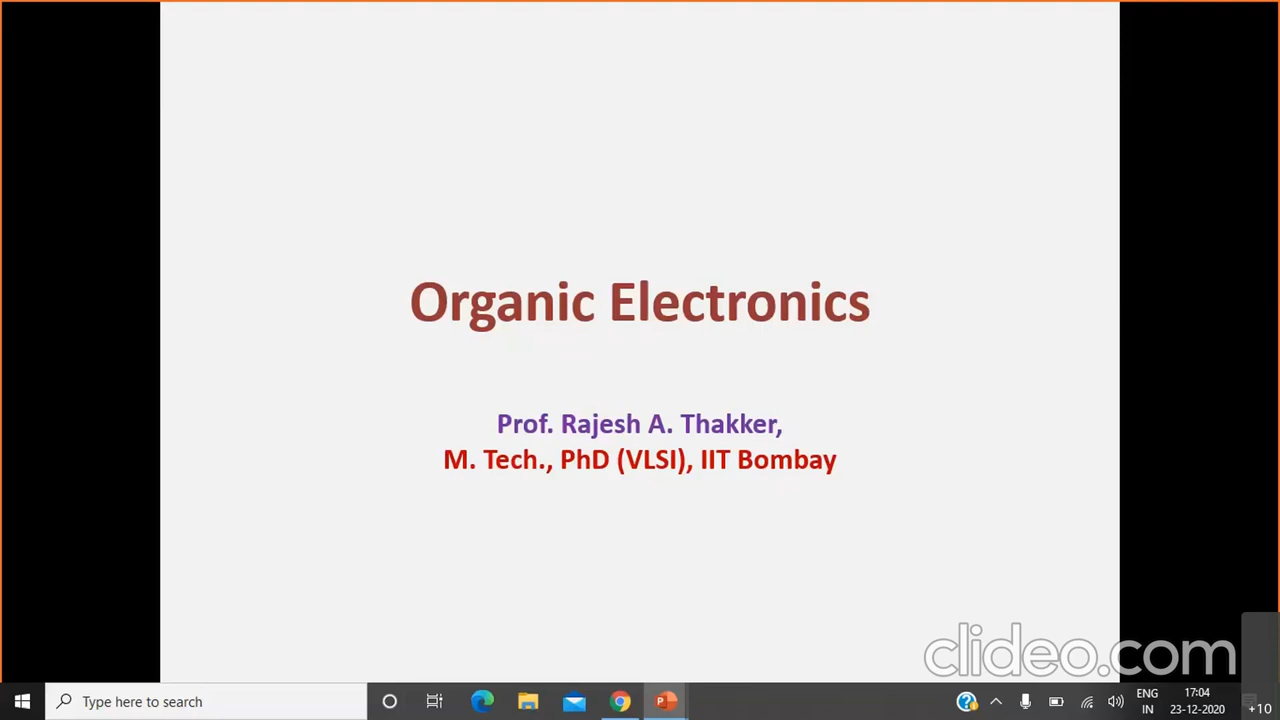 Organic Electronics
Prof. Rajesh A. Thakker,
M. Tech., PhD (VLSI), IIT Bombay
clideo.com
Type here to search
ENG
IN
17:04
23-12-2020
+10